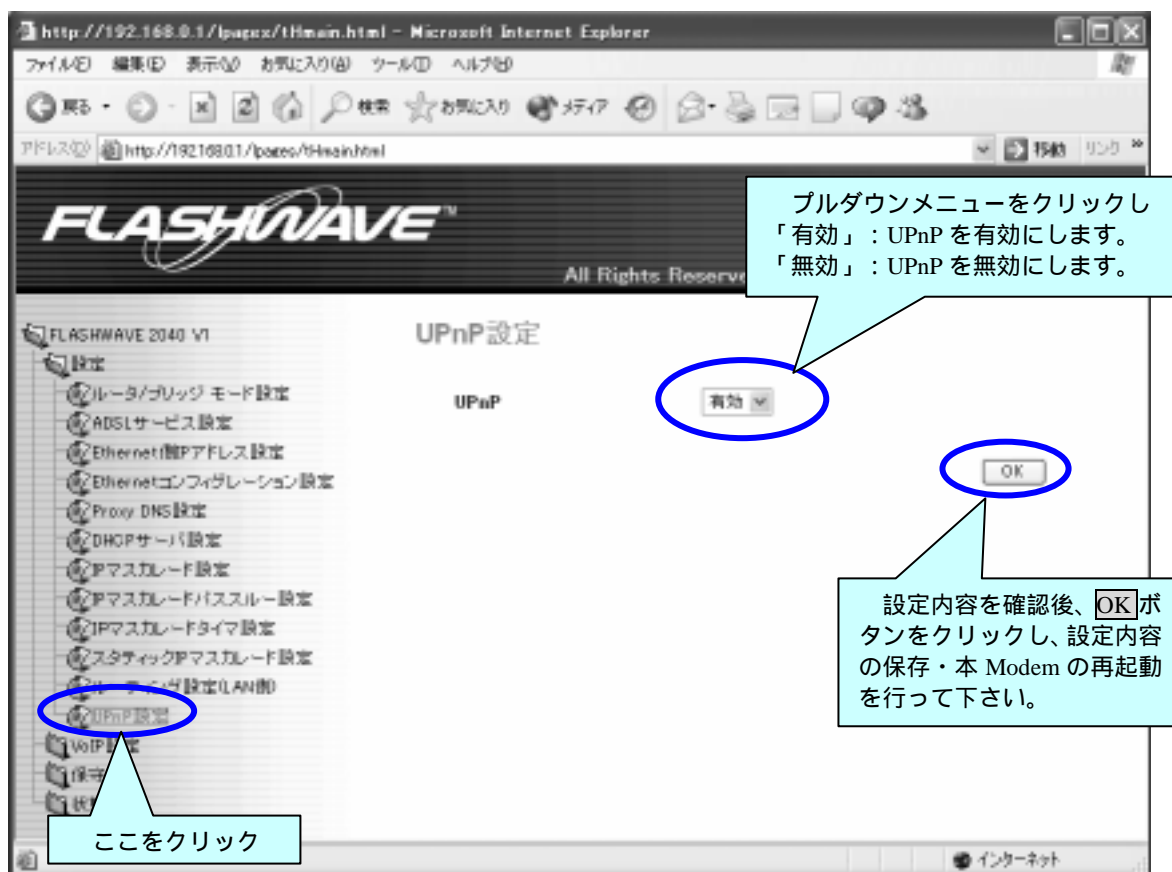 http://192.168.0.1/lpages/tHmain.html - Microsoft Internet Explorer
ファイル(F) 編集(E) 表示(V) お気に入り(A) ツール(T) ヘルプ(H)
戻る 検索 お気に入り メディア
アドレス(D) http://192.168.0.1/lpages/tHmain.html 移動 リンク »
FLASHWAVE™
All Rights Reserve
プルダウンメニューをクリックし
「有効」：UPnP を有効にします。
「無効」：UPnP を無効にします。
FLASHWAVE 2040 V1
設定
ルータ/ブリッジ モード設定
ADSLサービス設定
Ethernet側IPアドレス設定
Ethernetコンフィグレーション設定
Proxy DNS設定
DHCPサーバ設定
IPマスカレード設定
IPマスカレードパススルー設定
IPマスカレードタイマ設定
スタティックIPマスカレード設定
ルーティング設定(LAN側)
UPnP設定
VoIP設定
保守
状
UPnP設定
UPnP 有効
OK
設定内容を確認後、OK ボ
タンをクリックし、設定内容
の保存・本 Modem の再起動
を行って下さい。
ここをクリック
インターネット